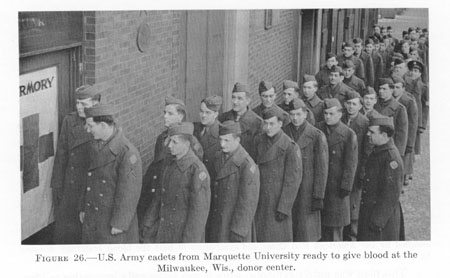 RMORY
FIGURE 26.—U.S. Army cadets from Marquette University ready to give blood at the
Milwaukee, Wis., donor center.